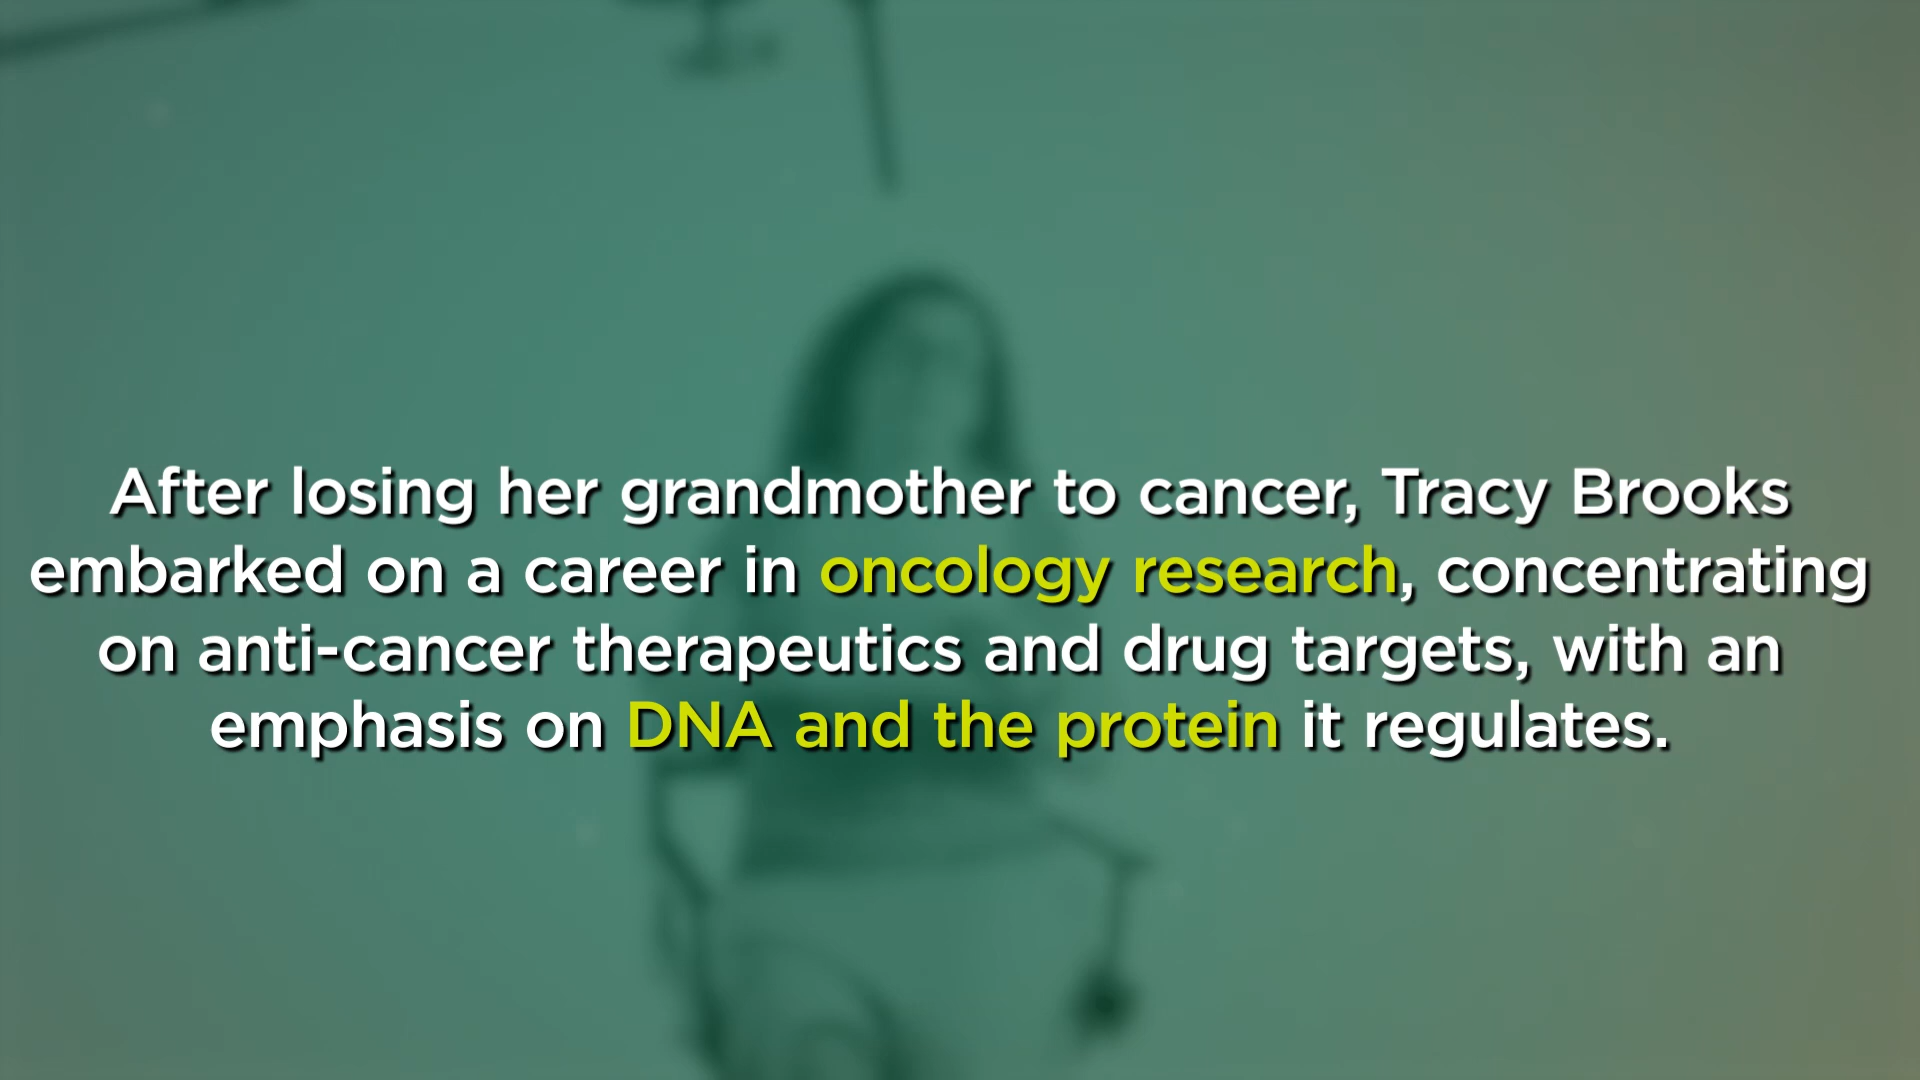 After losing her grandmother to cancer, Tracy Brooks
embarked on a career in oncology research, concentrating
on anti-cancer therapeutics and drug targets, with an
emphasis on DNA and the protein it regulates.